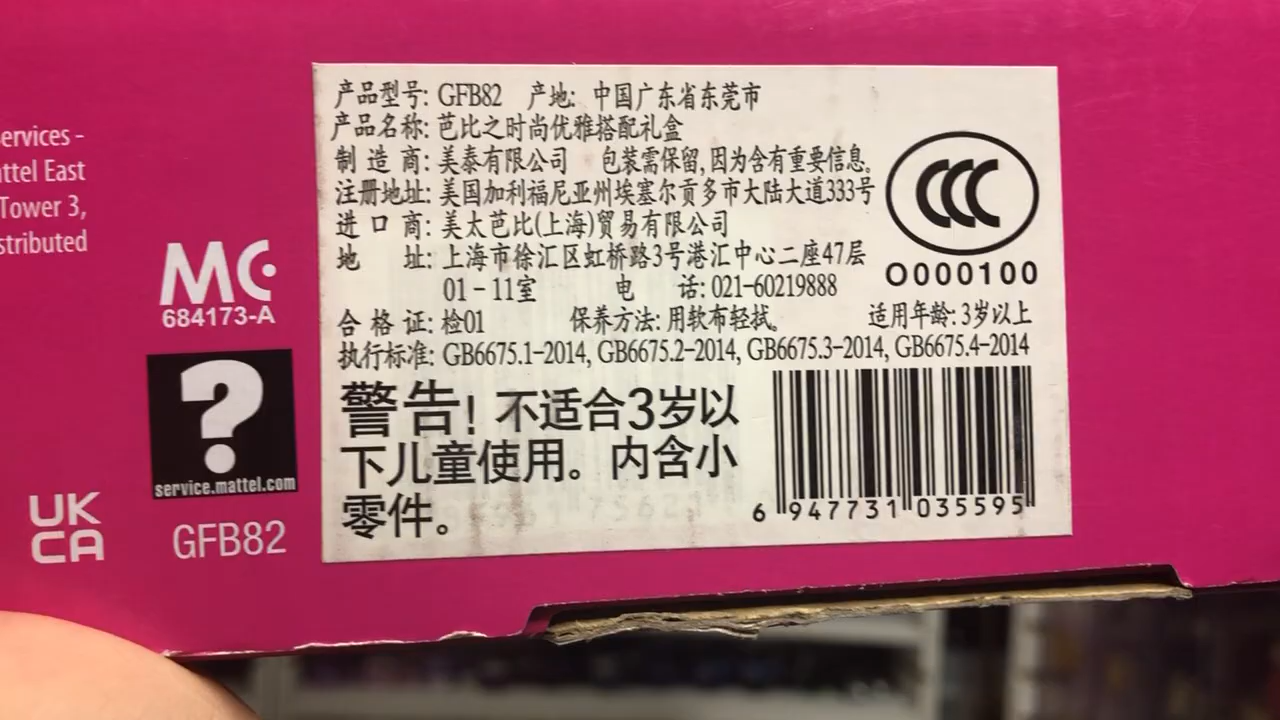 ervices -
ttel East
Tower 3,
stributed
MC
684173-A
?
service.mattel.com
UK
CA
GFB82
产品型号: GFB82 产地: 中国广东省东莞市
产品名称: 芭比之时尚优雅搭配礼盒
制造商: 美泰有限公司 包装需保留,因为含有重要信息。
注册地址: 美国加利福尼亚州埃塞尔贡多市大陆大道333号
进口商: 美太芭比(上海)贸易有限公司
地址: 上海市徐汇区虹桥路3号港汇中心二座47层
01-11室 电话: 021-60219888
合格证: 检01 保养方法: 用软布轻拭。 适用年龄: 3岁以上
执行标准: GB6675.1-2014, GB6675.2-2014, GB6675.3-2014, GB6675.4-2014
警告! 不适合3岁以
下儿童使用。内含小
零件。
CCC
0000100
6 947731 035595